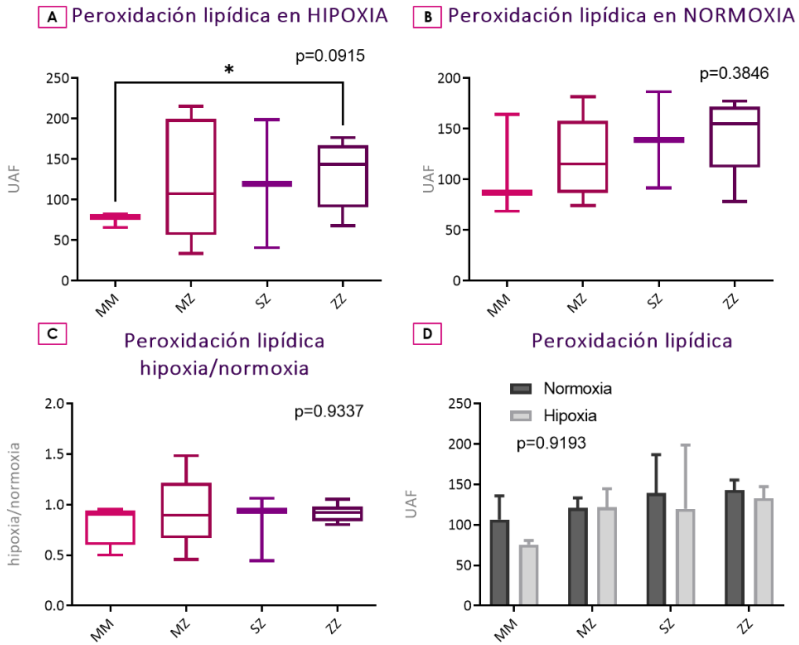 A Peroxidación lipídica en HIPOXIA
p=0.0915
*
UAF
250
200
150
100
50
0
MM
MZ
SZ
ZZ
B Peroxidación lipídica en NORMOXIA
p=0.3846
UAF
200
150
100
50
0
MM
MZ
SZ
ZZ
C Peroxidación lipídica
hipoxia/normoxia
p=0.9337
hipoxia/normoxia
2.0
1.5
1.0
0.5
0.0
MM
MZ
SZ
ZZ
D Peroxidación lipídica
Normoxia
Hipoxia
p=0.9193
UAF
250
200
150
100
50
0
MM
MZ
SZ
ZZ